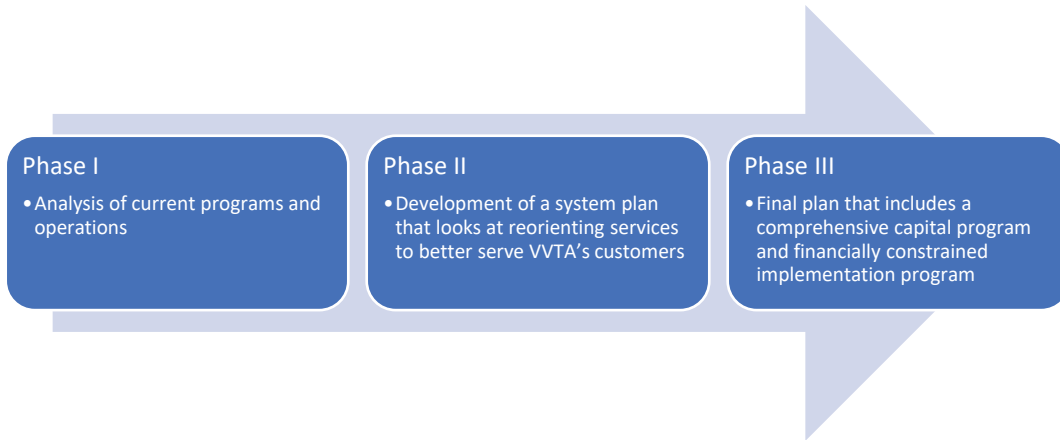 Phase I
•Analysis of current programs and
operations
Phase II
•Development of a system plan
that looks at reorienting services
to better serve VVTA’s customers
Phase III
•Final plan that includes a
comprehensive capital program
and financially constrained
implementation program